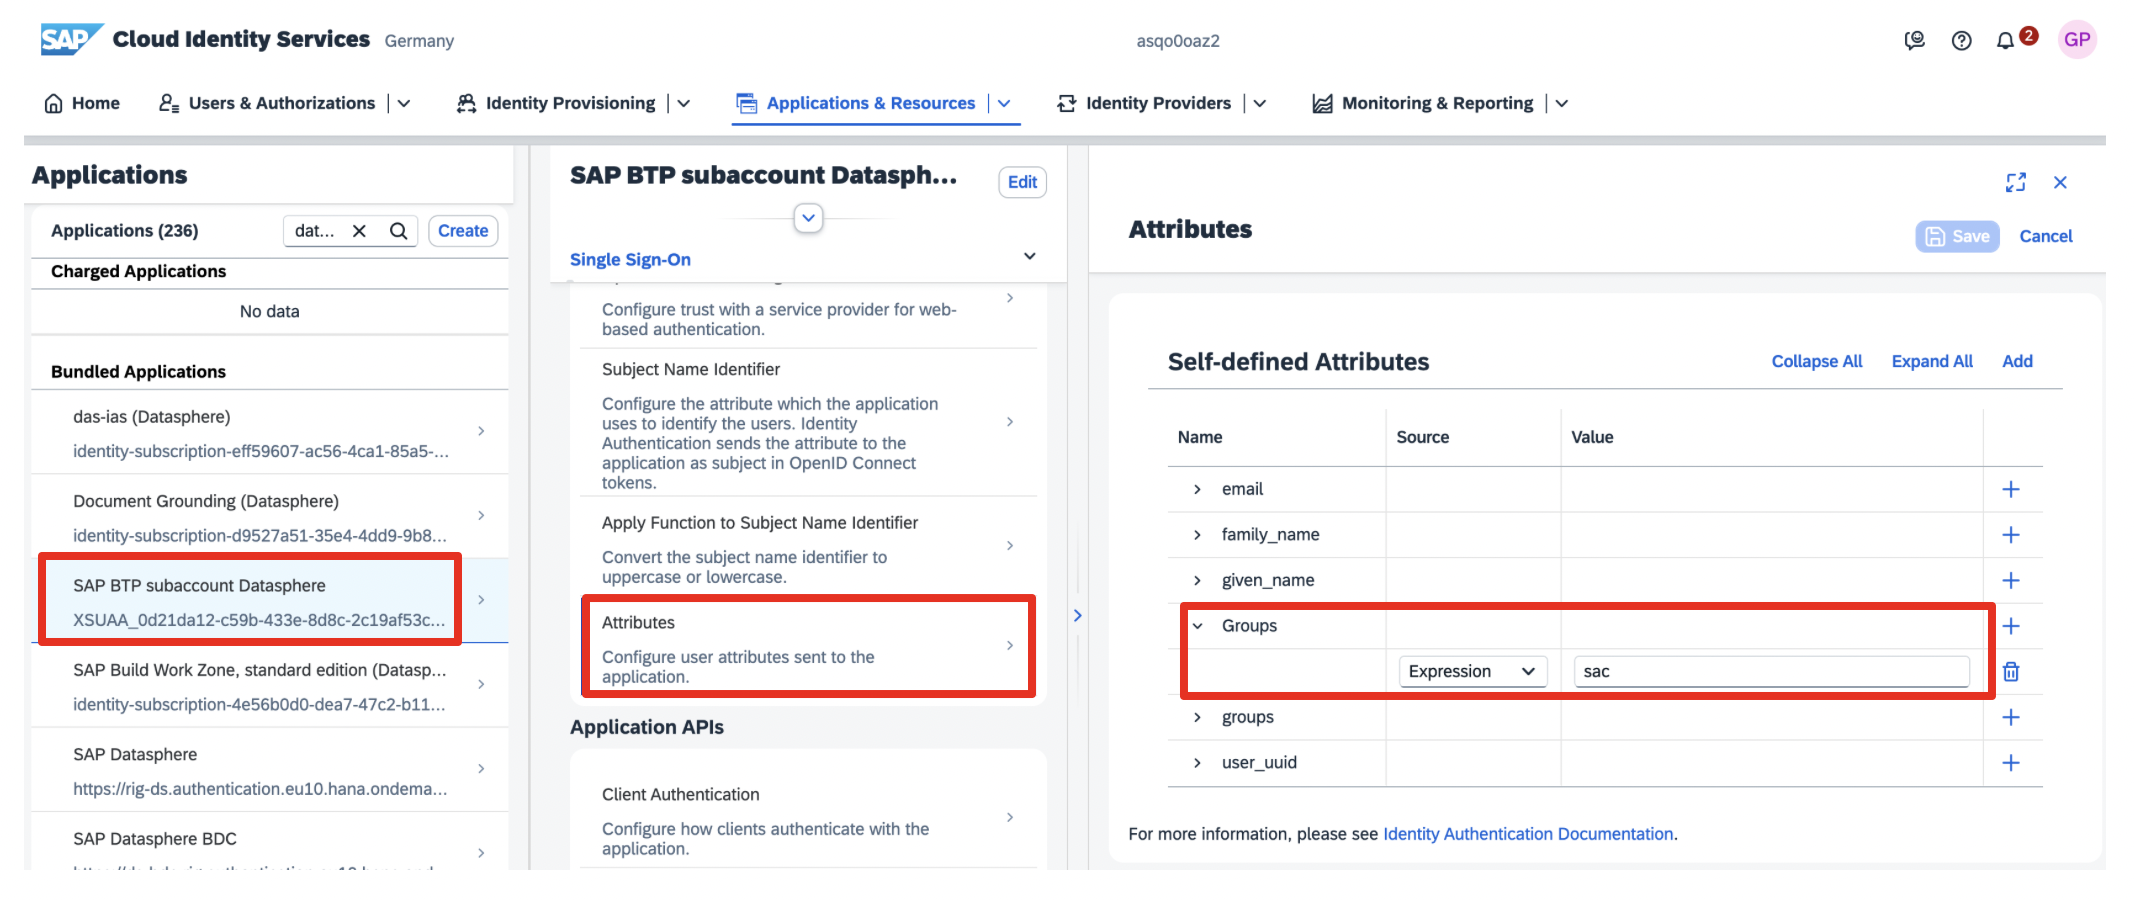 SAP Cloud Identity Services Germany
asqo0oaz2
2
GP
Home
Users & Authorizations
Identity Provisioning
Applications & Resources
Identity Providers
Monitoring & Reporting
Applications
Applications (236)
dat...
Create
Charged Applications
No data
Bundled Applications
das-ias (Datasphere)
identity-subscription-eff59607-ac56-4ca1-85a5-...
Document Grounding (Datasphere)
identity-subscription-d9527a51-35e4-4dd9-9b8...
SAP BTP subaccount Datasphere
XSUAA_0d21da12-c59b-433e-8d8c-2c19af53c...
SAP Build Work Zone, standard edition (Datasp...
identity-subscription-4e56b0d0-dea7-47c2-b11...
SAP Datasphere
https://rig-ds.authentication.eu10.hana.ondema...
SAP Datasphere BDC
SAP BTP subaccount Datasph...
Edit
Single Sign-On
Configure trust with a service provider for web-
based authentication.
Subject Name Identifier
Configure the attribute which the application
uses to identify the users. Identity
Authentication sends the attribute to the
application as subject in OpenID Connect
tokens.
Apply Function to Subject Name Identifier
Convert the subject name identifier to
uppercase or lowercase.
Attributes
Configure user attributes sent to the
application.
Application APIs
Client Authentication
Configure how clients authenticate with the
application.
Attributes
Save
Cancel
Self-defined Attributes
Collapse All
Expand All
Add
Name Source Value
email
family_name
given_name
Groups
Expression sac
groups
user_uuid
For more information, please see Identity Authentication Documentation.